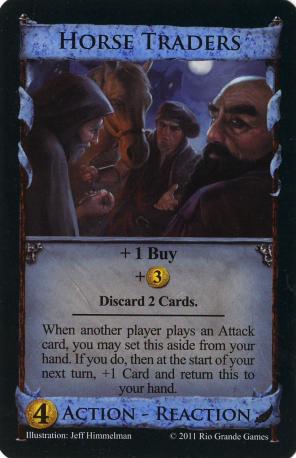 HORSE TRADERS
+1 Buy
+3
Discard 2 Cards.
When another player plays an Attack
card, you may set this aside from your
hand. If you do, then at the start of your
next turn, +1 Card and return this to
your hand.
4 ACTION - REACTION
Illustration: Jeff Himmelman © 2011 Rio Grande Games